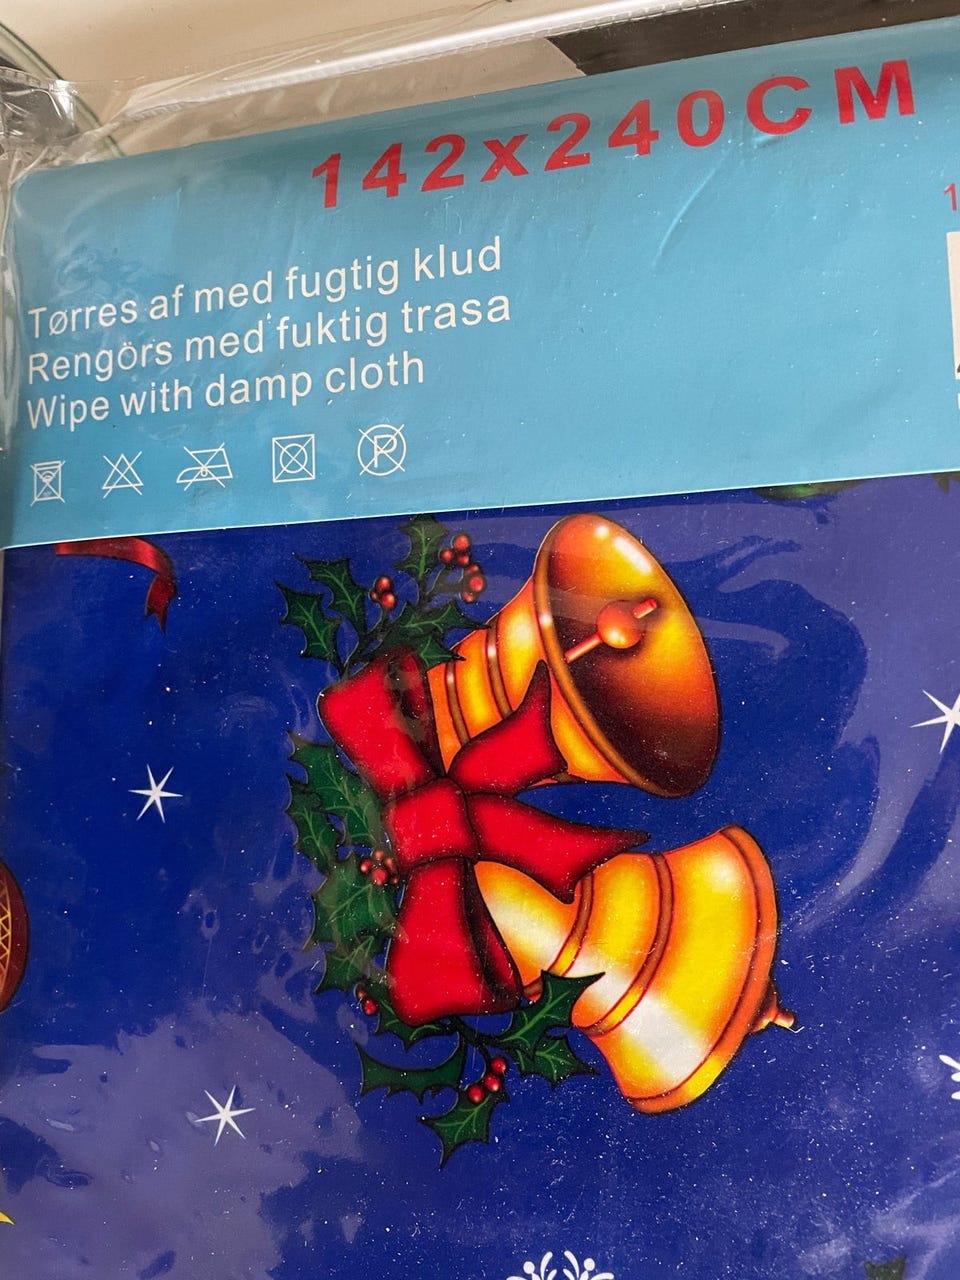 142x240CM
Tørres af med fugtig klud
Rengörs med fuktig trasa
Wipe with damp cloth
P